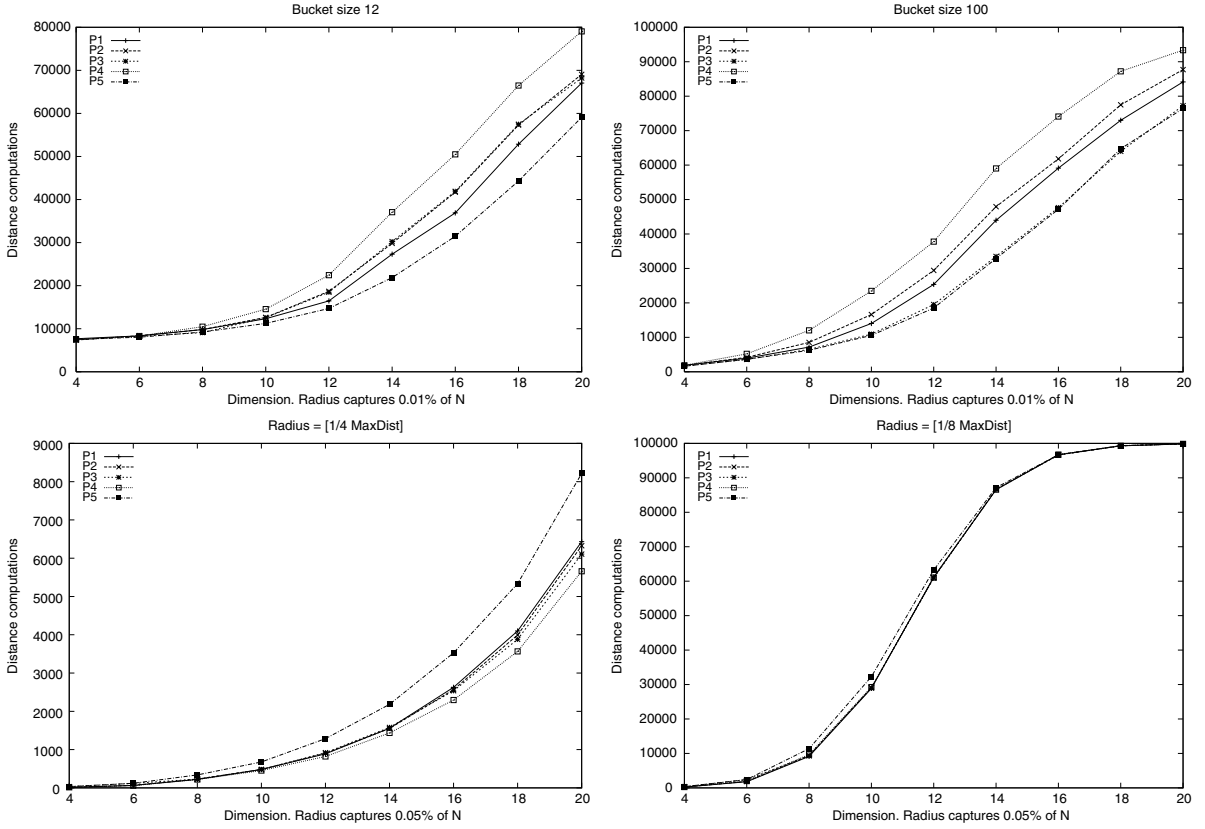 Bucket size 12
80000
70000
60000
50000
40000
30000
20000
10000
0
P1
P2
P3
P4
P5
Distance computations
4 6 8 10 12 14 16 18 20
Dimension. Radius captures 0.01% of N
Bucket size 100
100000
90000
80000
70000
60000
50000
40000
30000
20000
10000
0
P1
P2
P3
P4
P5
Distance computations
4 6 8 10 12 14 16 18 20
Dimension. Radius captures 0.01% of N
Radius = [1/4 MaxDist]
9000
8000
7000
6000
5000
4000
3000
2000
1000
0
P1
P2
P3
P4
P5
Distance computations
4 6 8 10 12 14 16 18 20
Dimension. Radius captures 0.05% of N
Radius = [1/8 MaxDist]
100000
90000
80000
70000
60000
50000
40000
30000
20000
10000
0
P1
P2
P3
P4
P5
Distance computations
4 6 8 10 12 14 16 18 20
Dimension. Radius captures 0.05% of N